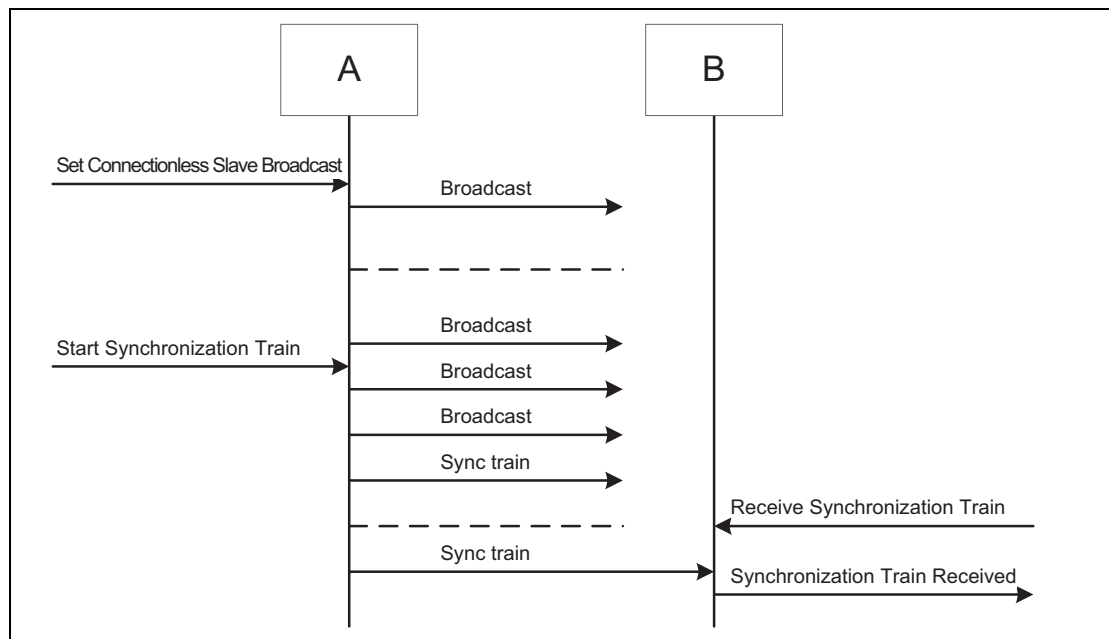 A
B
Set Connectionless Slave Broadcast
Broadcast
Broadcast
Start Synchronization Train
Broadcast
Broadcast
Sync train
Receive Synchronization Train
Sync train
Synchronization Train Received